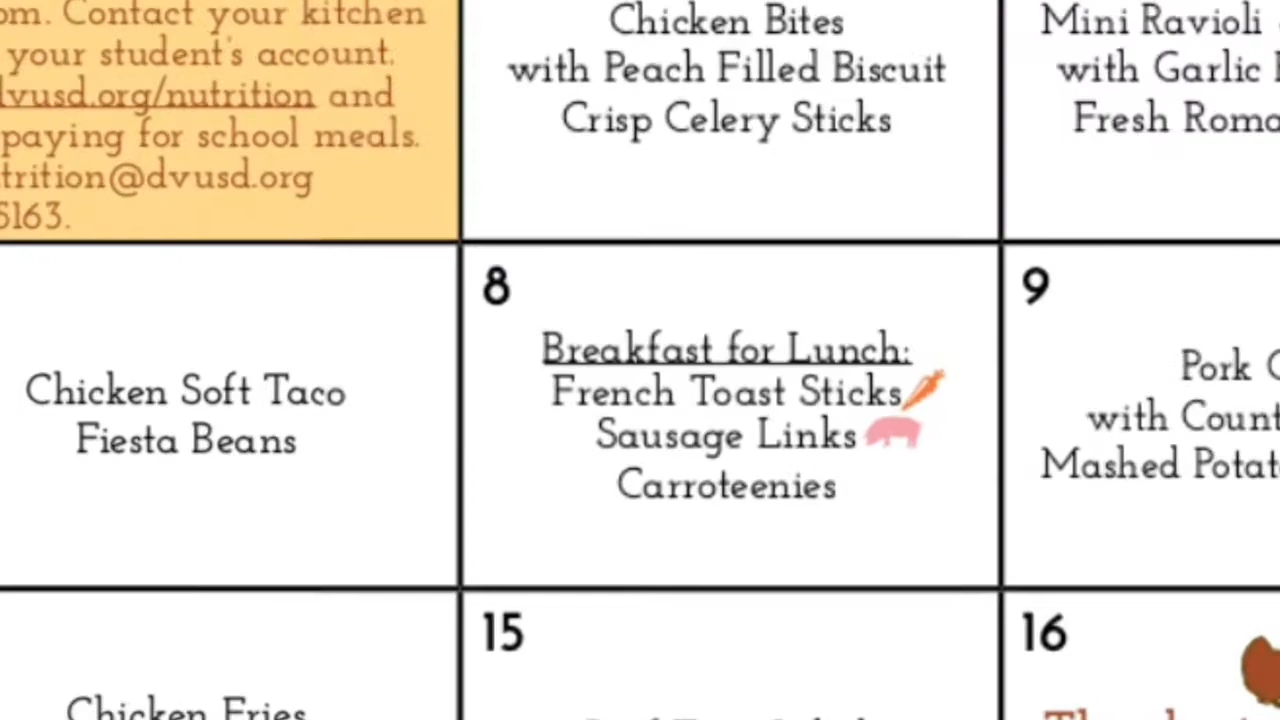 om. Contact your kitchen
your student's account.
dvusd.org/nutrition and
paying for school meals.
trition@dvusd.org
5163.
Chicken Bites
with Peach Filled Biscuit
Crisp Celery Sticks
Mini Ravioli
with Garlic
Fresh Roma
Chicken Soft Taco
Fiesta Beans
8
Breakfast for Lunch:
French Toast Sticks
Sausage Links
Carroteenies
9
Pork
with Count
Mashed Potat
Chicken Fries
15
16